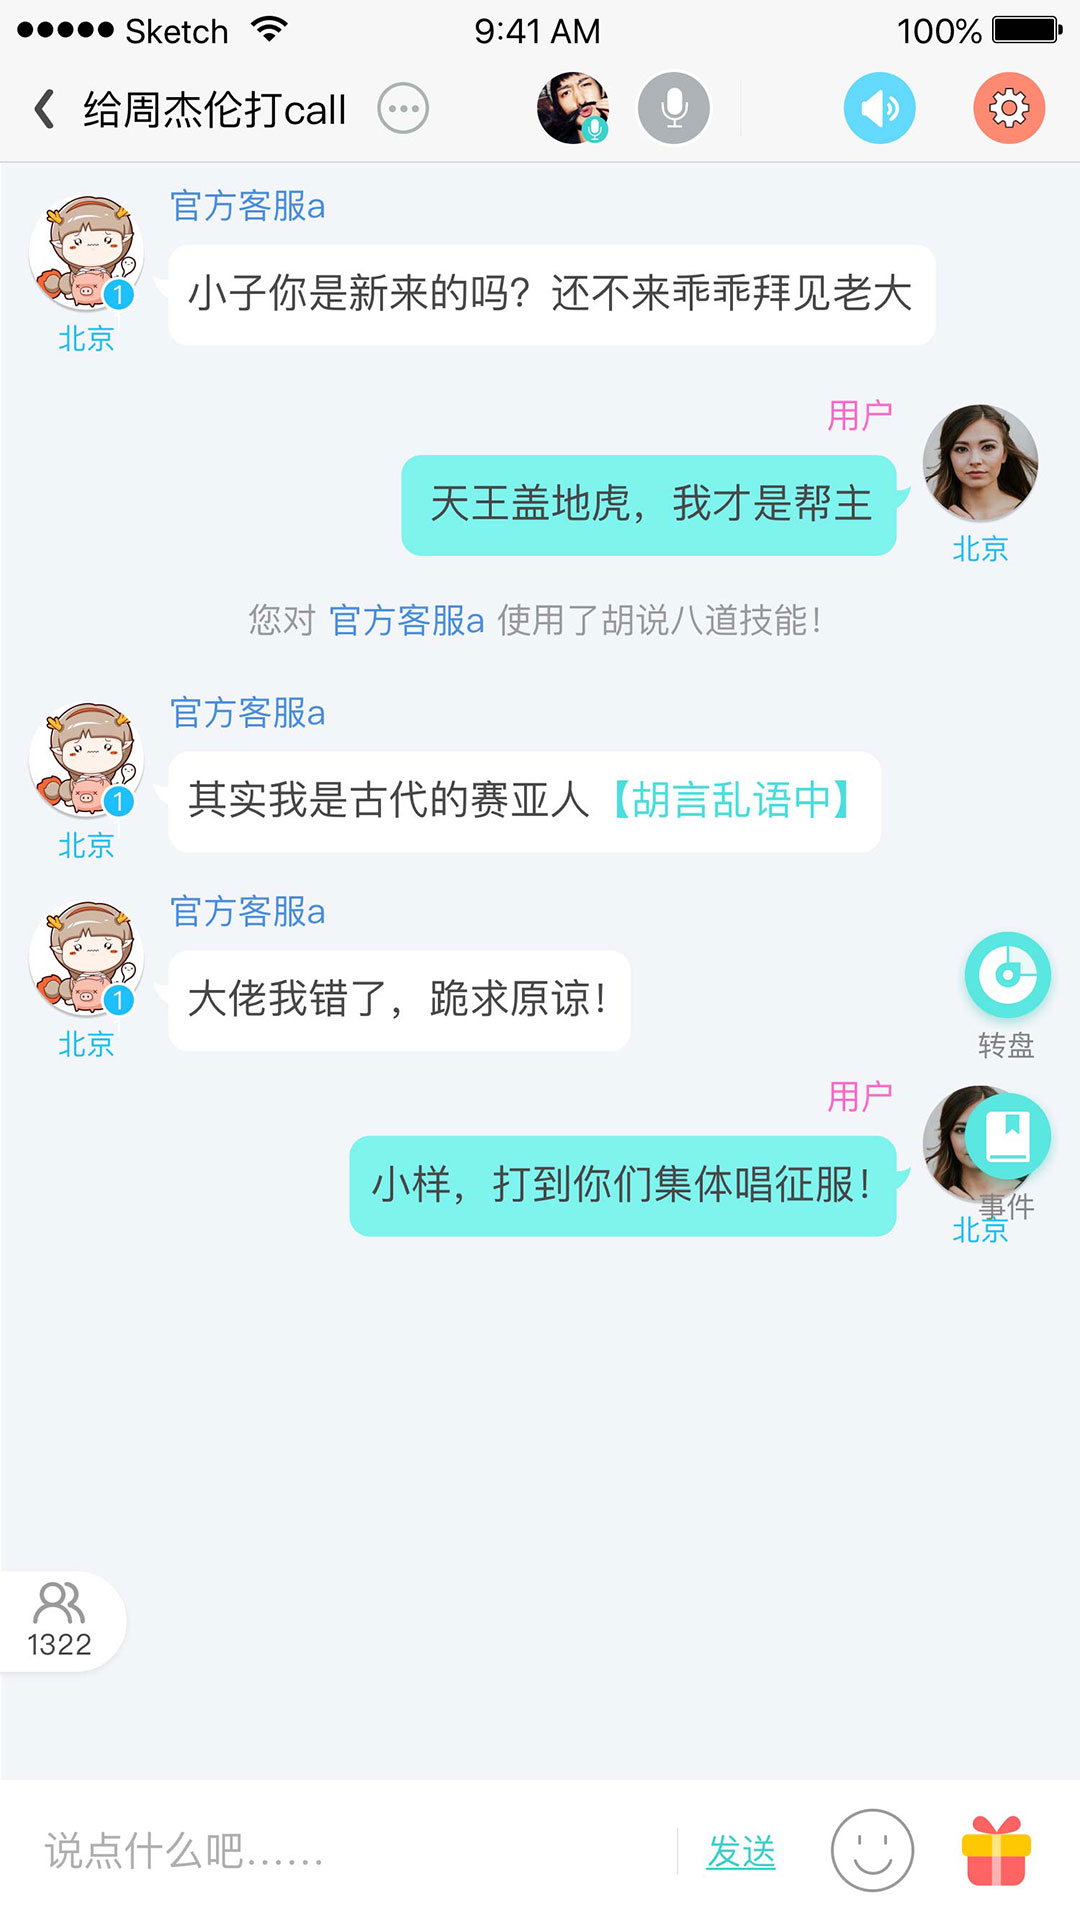 Sketch 9:41 AM 100%
给周杰伦打call
官方客服a
小子你是新来的吗？还不来乖乖拜见老大
1
北京
用户
天王盖地虎，我才是帮主
北京
您对 官方客服a 使用了胡说八道技能！
官方客服a
其实我是古代的赛亚人【胡言乱语中】
1
北京
官方客服a
大佬我错了，跪求原谅！
1
北京
转盘
用户
小样，打到你们集体唱征服！
事件
北京
1322
说点什么吧……
发送